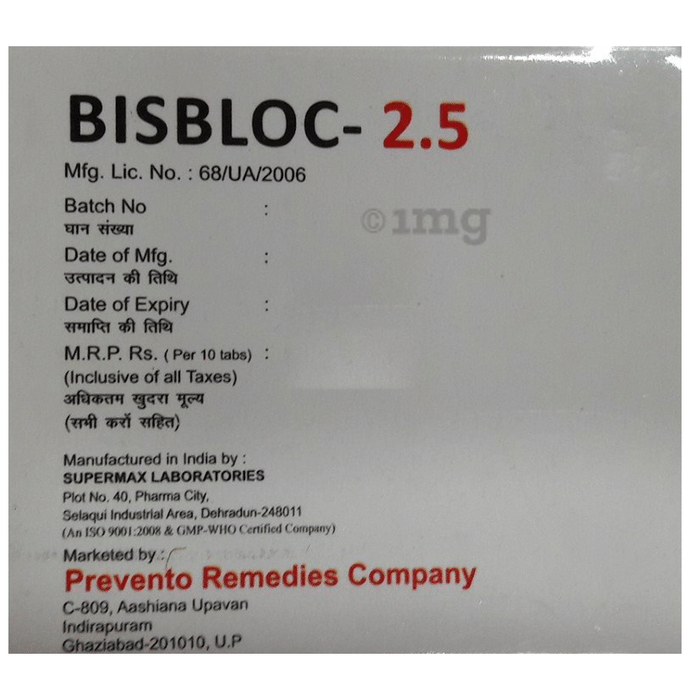 BISBLOC- 2.5
Mfg. Lic. No. : 68/UA/2006
©1mg
Batch No :
घान संख्या
Date of Mfg. :
उत्पादन की तिथि
Date of Expiry :
समाप्ति की तिथि
M.R.P. Rs. ( Per 10 tabs) :
(Inclusive of all Taxes)
अधिकतम खुदरा मूल्य
(सभी करों सहित)
Manufactured in India by :
SUPERMAX LABORATORIES
Plot No. 40, Pharma City,
Selaqui Industrial Area, Dehradun-248011
(An ISO 9001:2008 & GMP-WHO Certified Company)
Marketed by :
Prevento Remedies Company
C-809, Aashiana Upavan
Indirapuram
Ghaziabad-201010, U.P